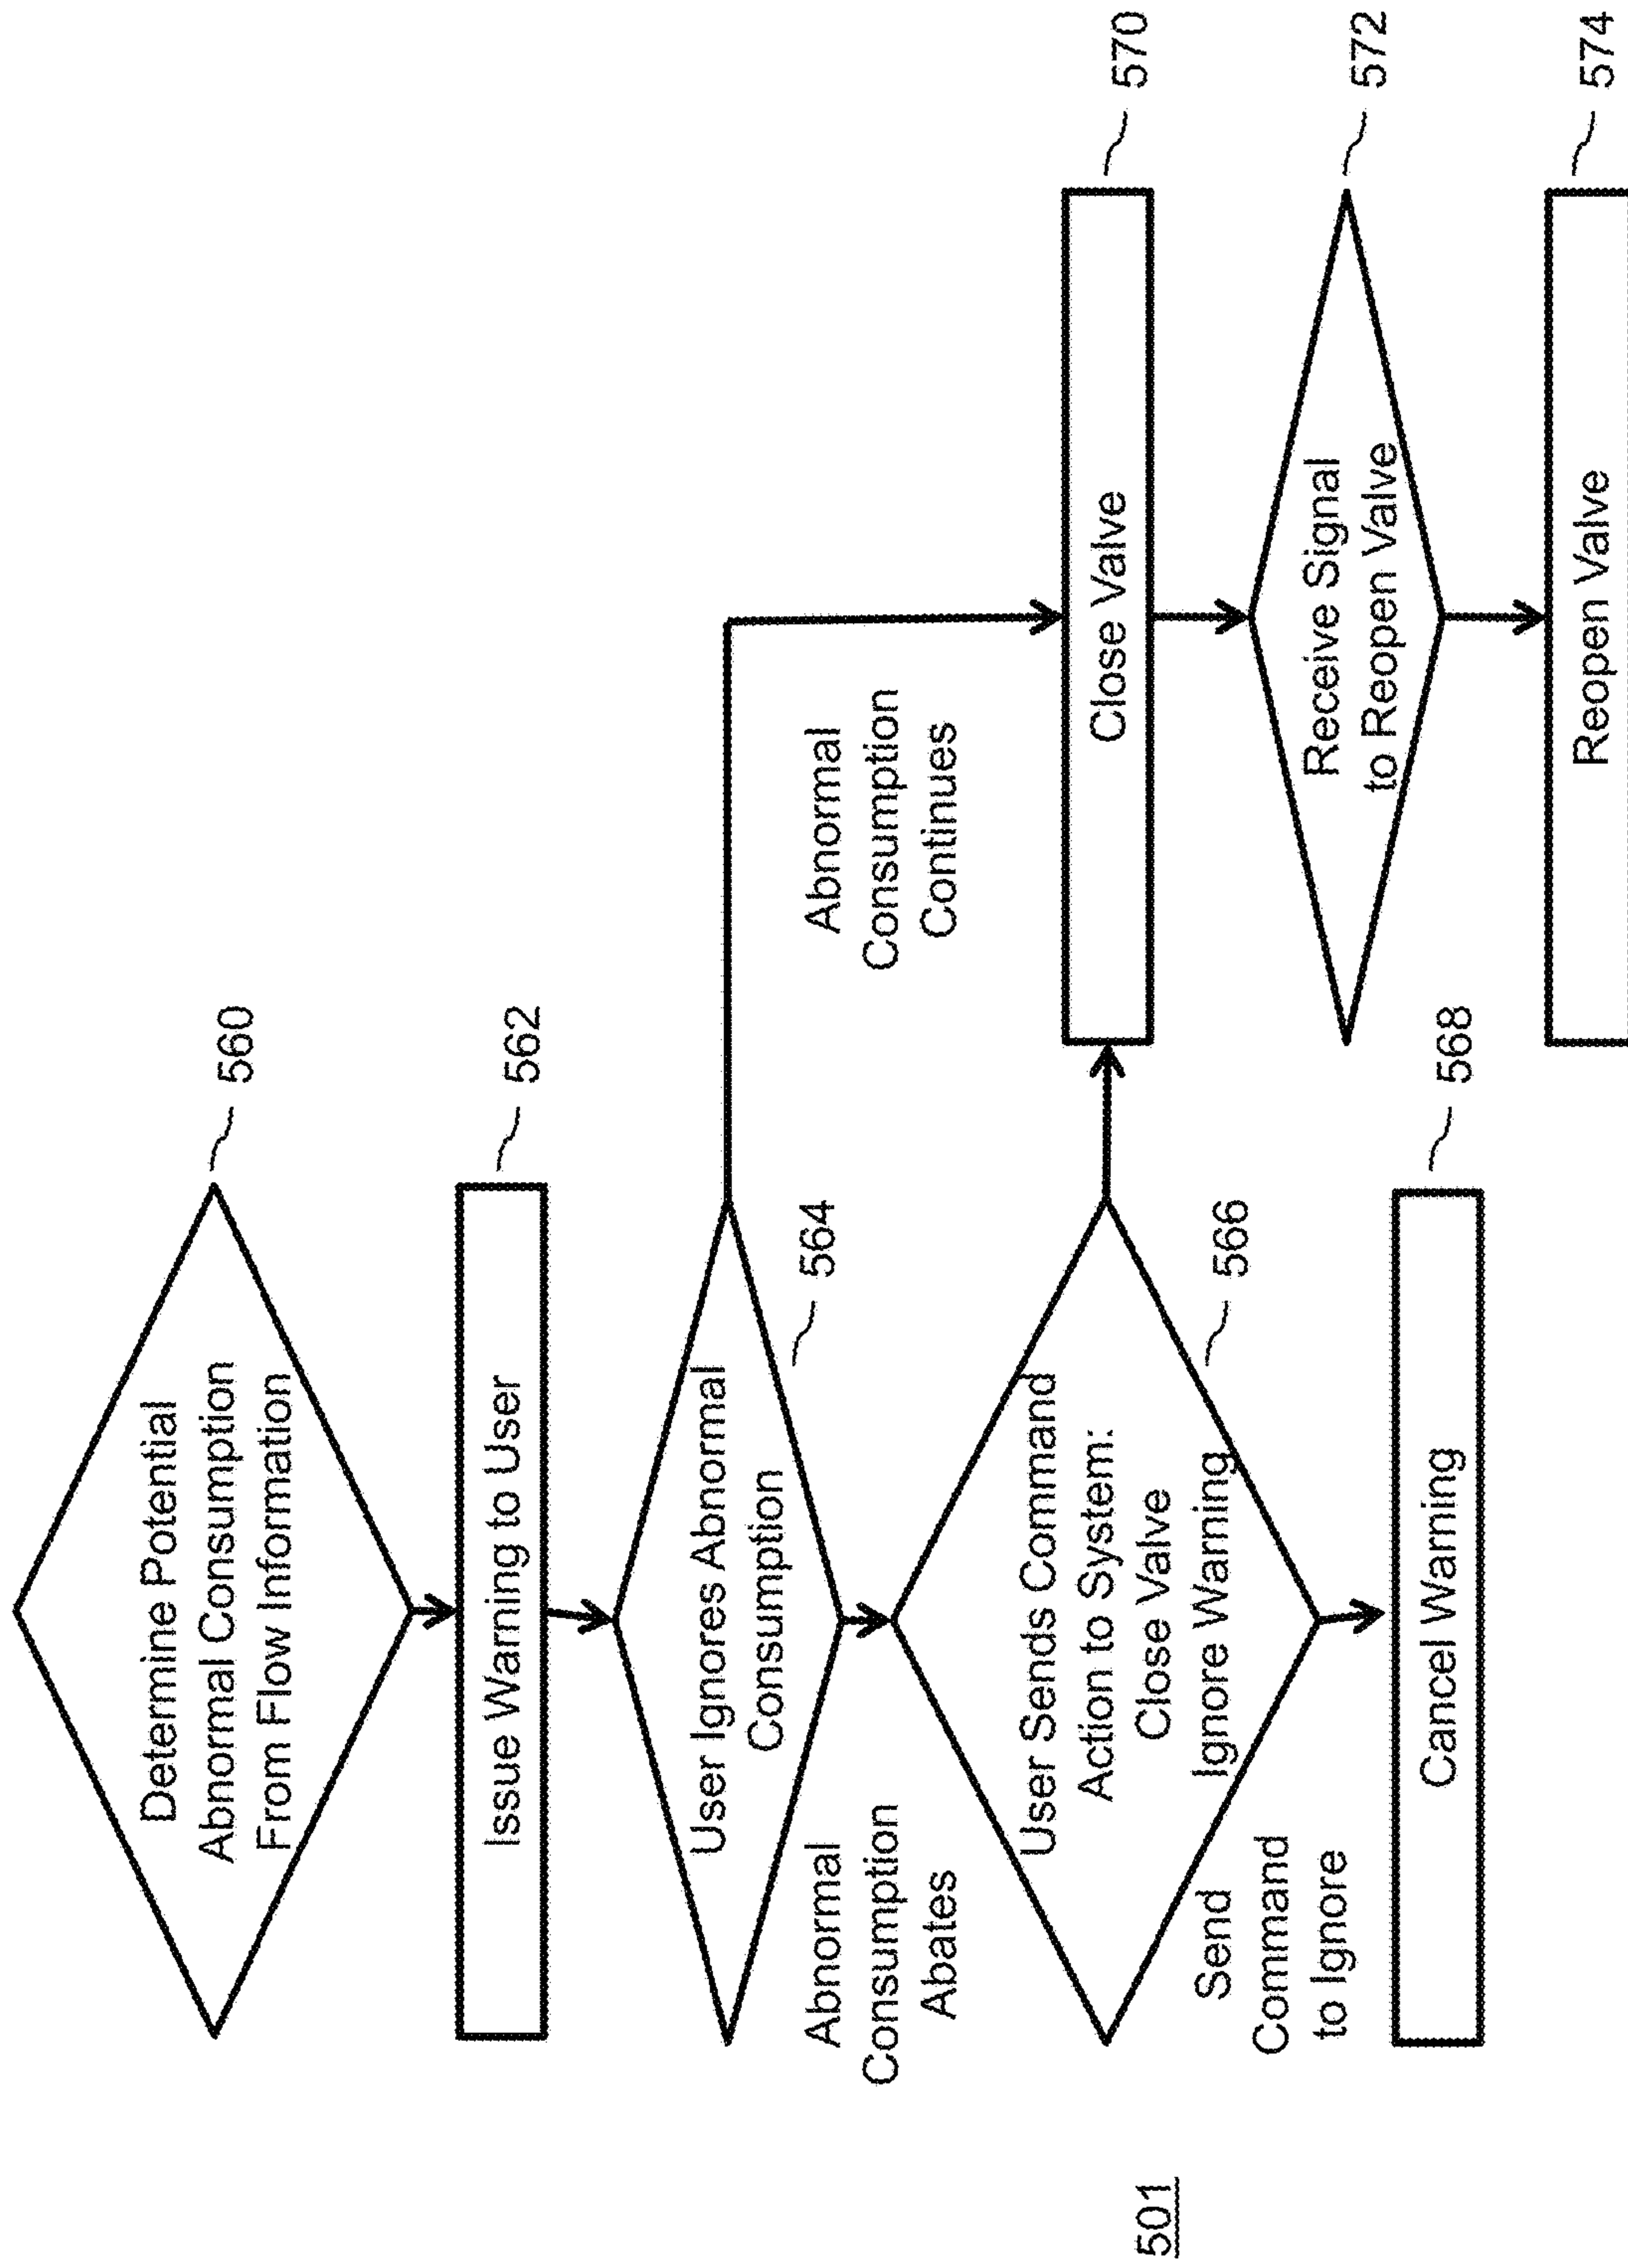 Determine Potential
Abnormal Consumption
From Flow Information
560
Issue Warning to User
562
User Ignores Abnormal
Consumption
564
Abnormal
Consumption
Abates
Abnormal
Consumption
Continues
User Sends Command
Action to System:
Close Valve
Ignore Warning
566
Send
Command
to Ignore
Cancel Warning
568
Close Valve
570
Receive Signal
to Reopen Valve
572
Reopen Valve
574
501